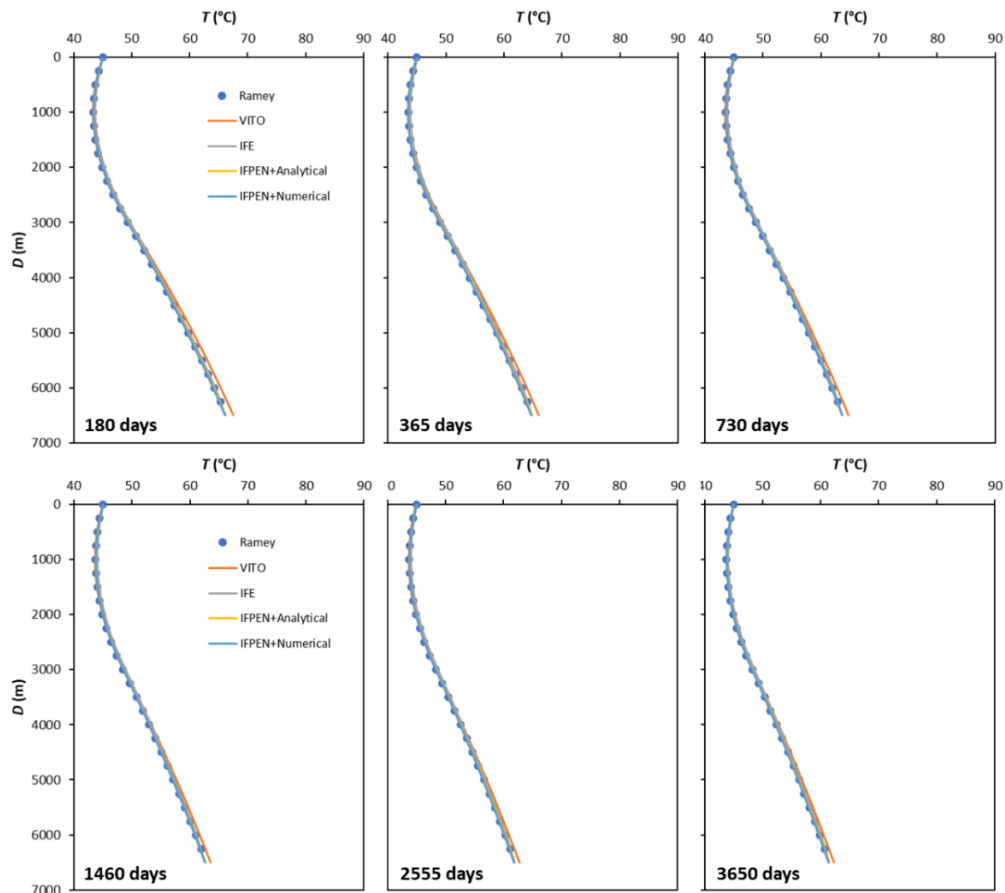 T (°C) T (°C) T (°C)
40 50 60 70 80 90 40 50 60 70 80 90 40 50 60 70 80 90
0
1000
2000
3000
4000
5000
6000
7000
D (m)
Ramey
VITO
IFE
IFPEN+Analytical
IFPEN+Numerical
180 days 365 days 730 days
T (°C) T (°C) T (°C)
40 50 60 70 80 90 0 50 60 70 80 90 40 50 60 70 80 90
0
1000
2000
3000
4000
5000
6000
7000
D (m)
Ramey
VITO
IFE
IFPEN+Analytical
IFPEN+Numerical
1460 days 2555 days 3650 days